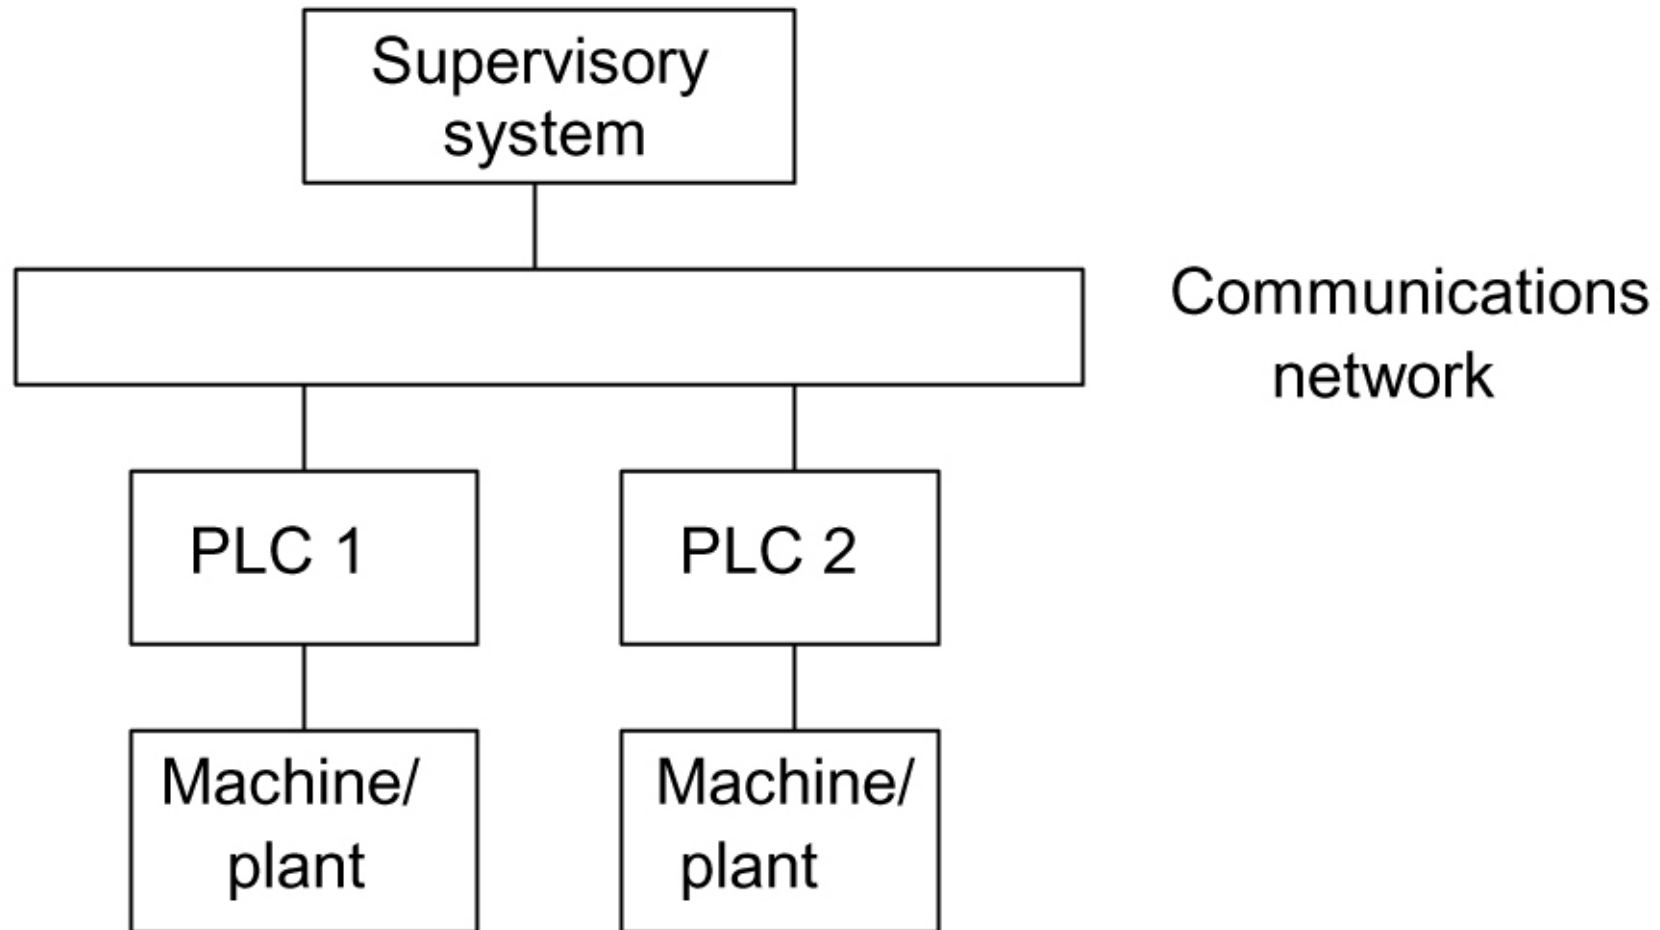 Supervisory
system
Communications
network
PLC 1
PLC 2
Machine/
plant
Machine/
plant